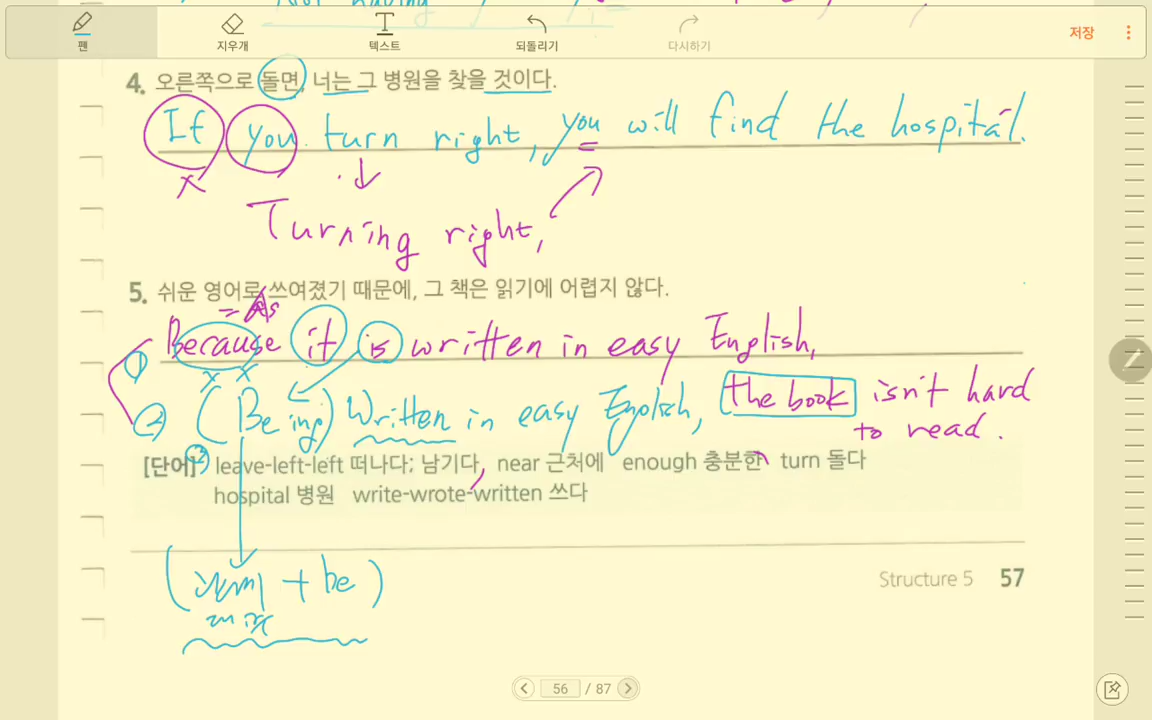 펜 지우개 텍스트 되돌리기 다시하기 저장
4. 오른쪽으로 돌면, 너는 그 병원을 찾을 것이다.
If you turn right, you will find the hospital.
x
Turning right,
5. 쉬운 영어로 쓰여졌기 때문에, 그 책은 읽기에 어렵지 않다.
= As
① Because it is written in easy English,
x x
② (Being) Written in easy English, the book isn't hard
to read.
[단어] leave-left-left 떠나다; 남기다, near 근처에 enough 충분한 turn 돌다
hospital 병원 write-wrote-written 쓰다
+ be)
Structure 5 57
56 / 87